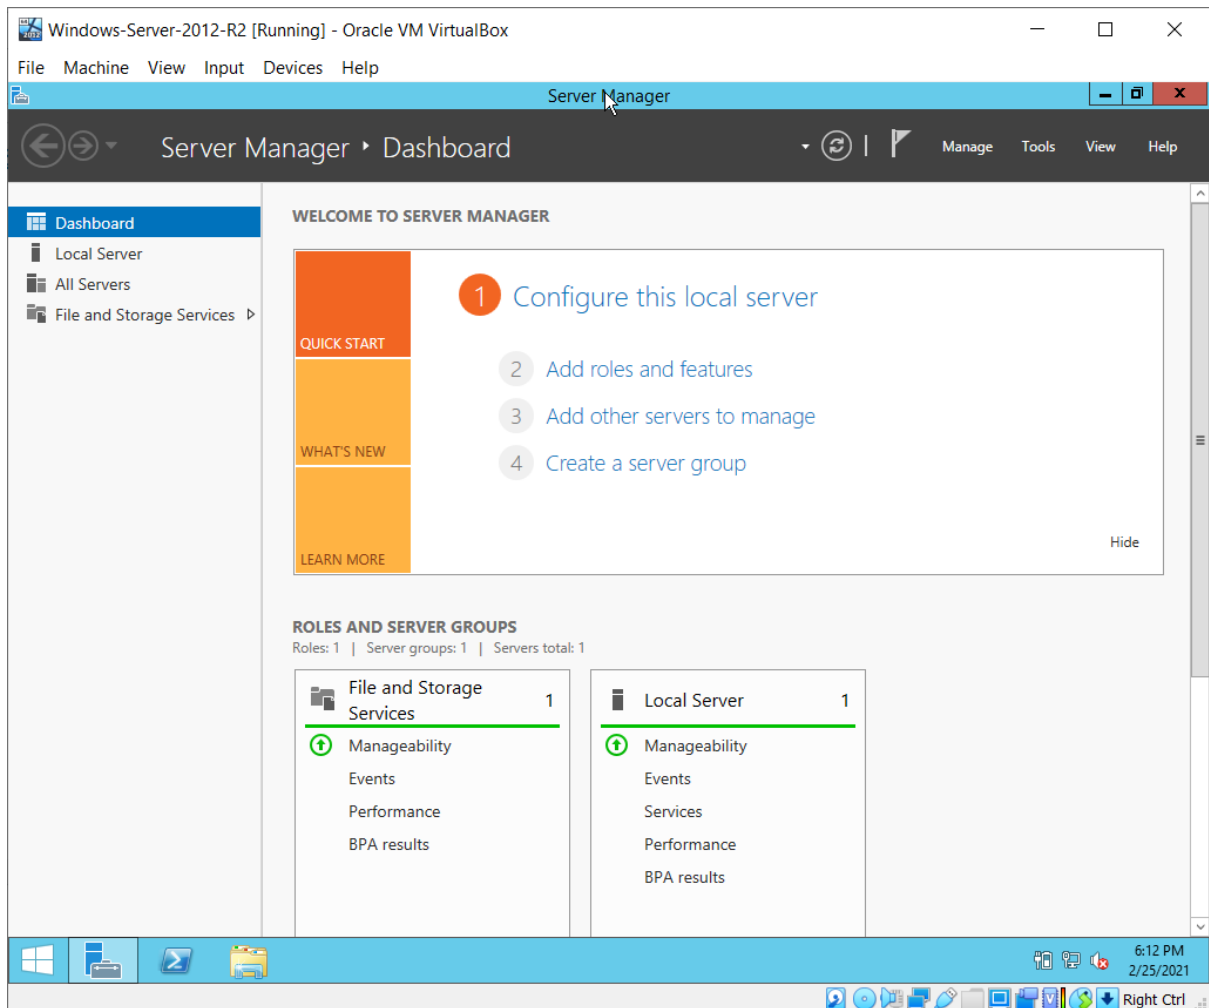 Windows-Server-2012-R2 [Running] - Oracle VM VirtualBox
File Machine View Input Devices Help
Server Manager
Server Manager Dashboard
Manage Tools View Help
Dashboard
Local Server
All Servers
File and Storage Services
WELCOME TO SERVER MANAGER
QUICK START
WHAT'S NEW
LEARN MORE
1 Configure this local server
2 Add roles and features
3 Add other servers to manage
4 Create a server group
Hide
ROLES AND SERVER GROUPS
Roles: 1 | Server groups: 1 | Servers total: 1
File and Storage
Services
1
Manageability
Events
Performance
BPA results
Local Server 1
Manageability
Events
Services
Performance
BPA results
6:12 PM
2/25/2021
Right Ctrl